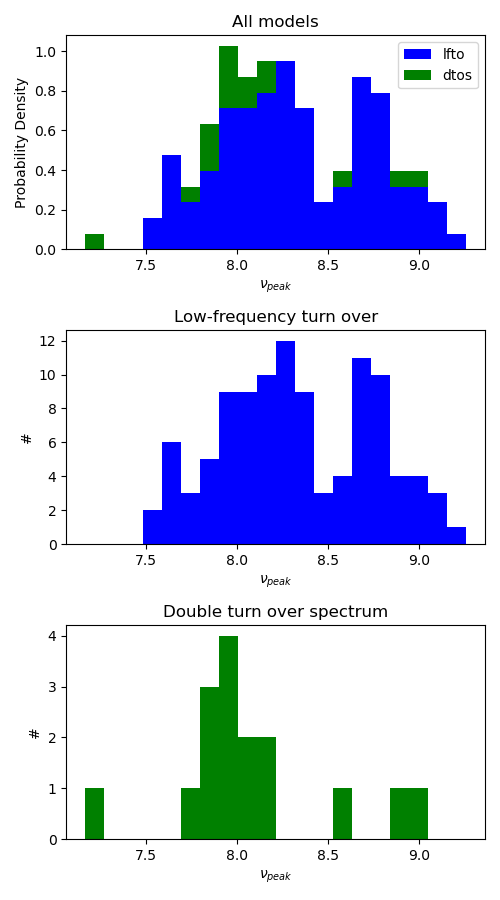 All models
Probability Density
1.0
0.8
0.6
0.4
0.2
0.0
lfto
dtos
7.5 8.0 8.5 9.0
ν_peak
Low-frequency turn over
#
12
10
8
6
4
2
0
7.5 8.0 8.5 9.0
ν_peak
Double turn over spectrum
#
4
3
2
1
0
7.5 8.0 8.5 9.0
ν_peak